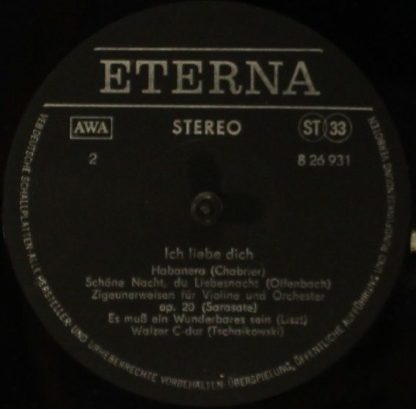 ETERNA
AWA
STEREO
ST 33
2
8 26 931
Ich liebe dich
Habanera (Chabrier)
Schöne Nacht, du Liebesnacht (Offenbach)
Zigeunerweisen für Violine und Orchester
op. 20 (Sarasate)
Es muß ein Wunderbares sein (Liszt)
Walzer C-dur (Tschaikowski)
VEB DEUTSCHE SCHALLPLATTEN · ALLE HERSTELLER UND URHEBERRECHTE VORBEHALTEN · ÜBERSPIELUNG, ÖFFENTLICHE AUFFÜHRUNG UND RUNDFUNKSENDUNG VERBOTEN